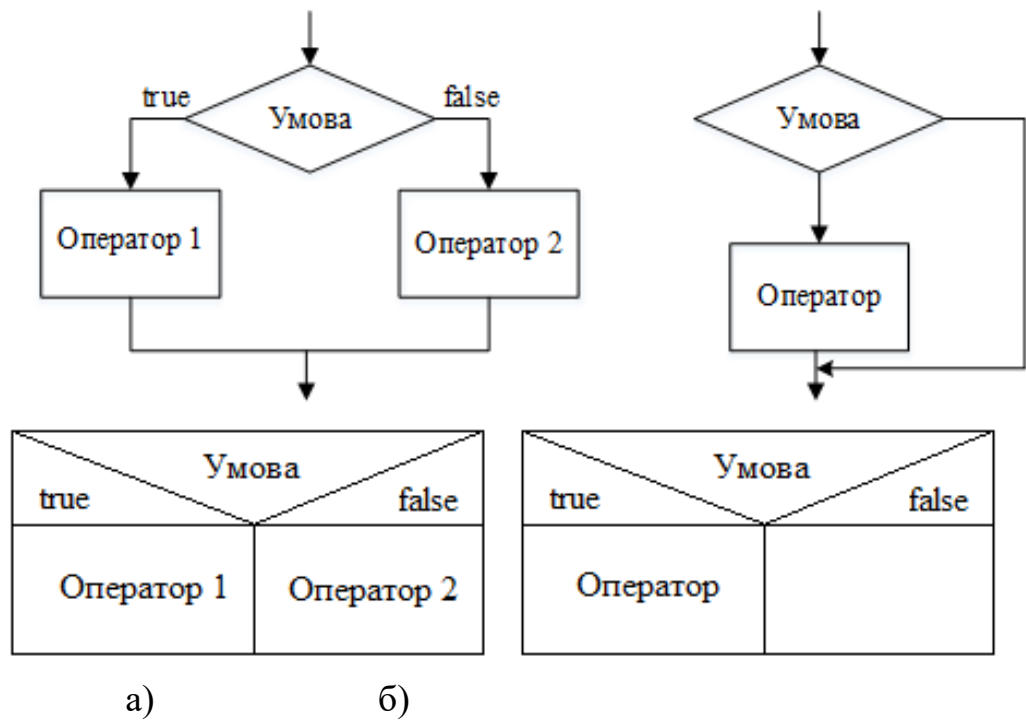 true
Умова
false
Оператор 1
Оператор 2
Умова
Оператор
Умова
true
false
Оператор 1
Оператор 2
Умова
true
false
Оператор
а) б)